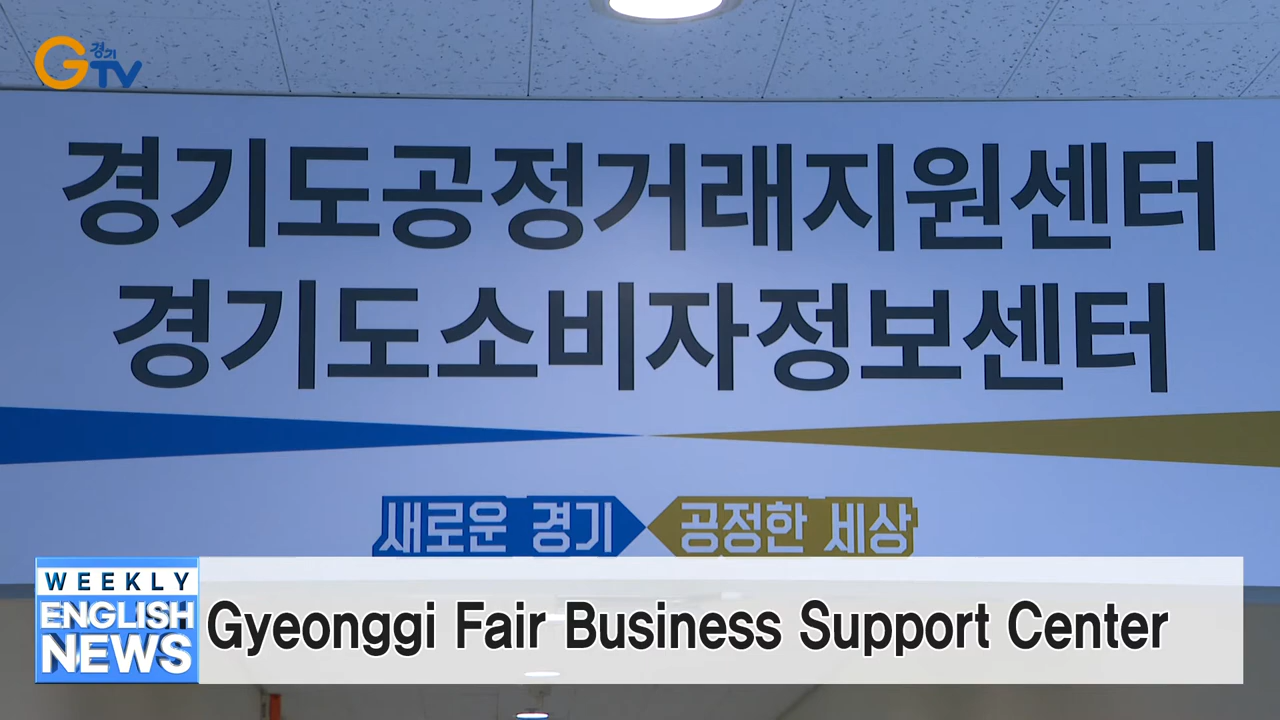 경기
GTV
경기도공정거래지원센터
경기도소비자정보센터
새로운 경기 공정한 세상
WEEKLY
ENGLISH
NEWS
Gyeonggi Fair Business Support Center